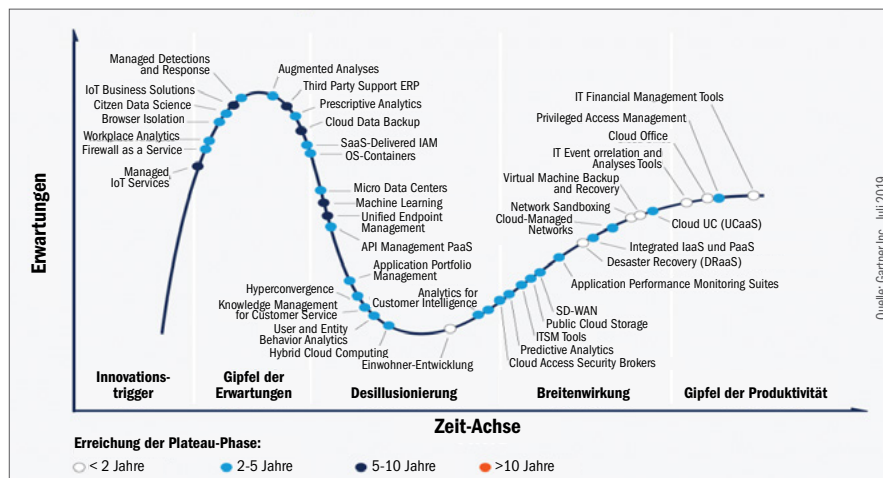 Erwartungen
Managed Detections
and Response
IoT Business Solutions
Citzen Data Science
Browser Isolation
Workplace Analytics
Firewall as a Service
Managed
IoT Services
Augmented Analyses
Third Party Support ERP
Prescriptive Analytics
Cloud Data Backup
SaaS-Delivered IAM
OS-Containers
Micro Data Centers
Machine Learning
Unified Endpoint
Management
API Management PaaS
Application Portfolio
Management
Hyperconvergence
Knowledge Management
for Customer Service
User and Entity
Behavior Analytics
Hybrid Cloud Computing
Einwohner-Entwicklung
Analytics for
Customer Intelligence
SD-WAN
Public Cloud Storage
ITSM Tools
Predictive Analytics
Cloud Access Security Brokers
Application Performance Monitoring Suites
Desaster Recovery (DRaaS)
Integrated IaaS und PaaS
Cloud UC (UCaaS)
Cloud-Managed
Networks
Network Sandboxing
Virtual Machine Backup
and Recovery
IT Event orrelation and
Analyses Tools
Cloud Office
Privileged Access Management
IT Financial Management Tools
Innovations-
trigger
Gipfel der
Erwartungen
Desillusionierung
Breitenwirkung
Gipfel der Produktivität
Zeit-Achse
Erreichung der Plateau-Phase:
< 2 Jahre
2-5 Jahre
5-10 Jahre
>10 Jahre
Quelle: Gartner Inc., Juli 2019